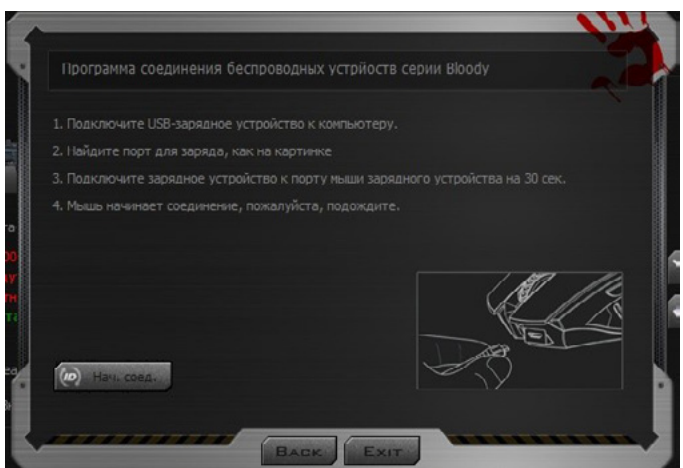 Программа соединения беспроводных устрйоств серии Bloody
1. Подключите USB-зарядное устройство к компьютеру.
2. Найдите порт для заряда, как на картинке
3. Подключите зарядное устройство к порту мыши зарядного устройства на 30 сек.
4. Мышь начинает соединение, пожалуйста, подождите.
(ID) Нач. соед.
BACK EXIT